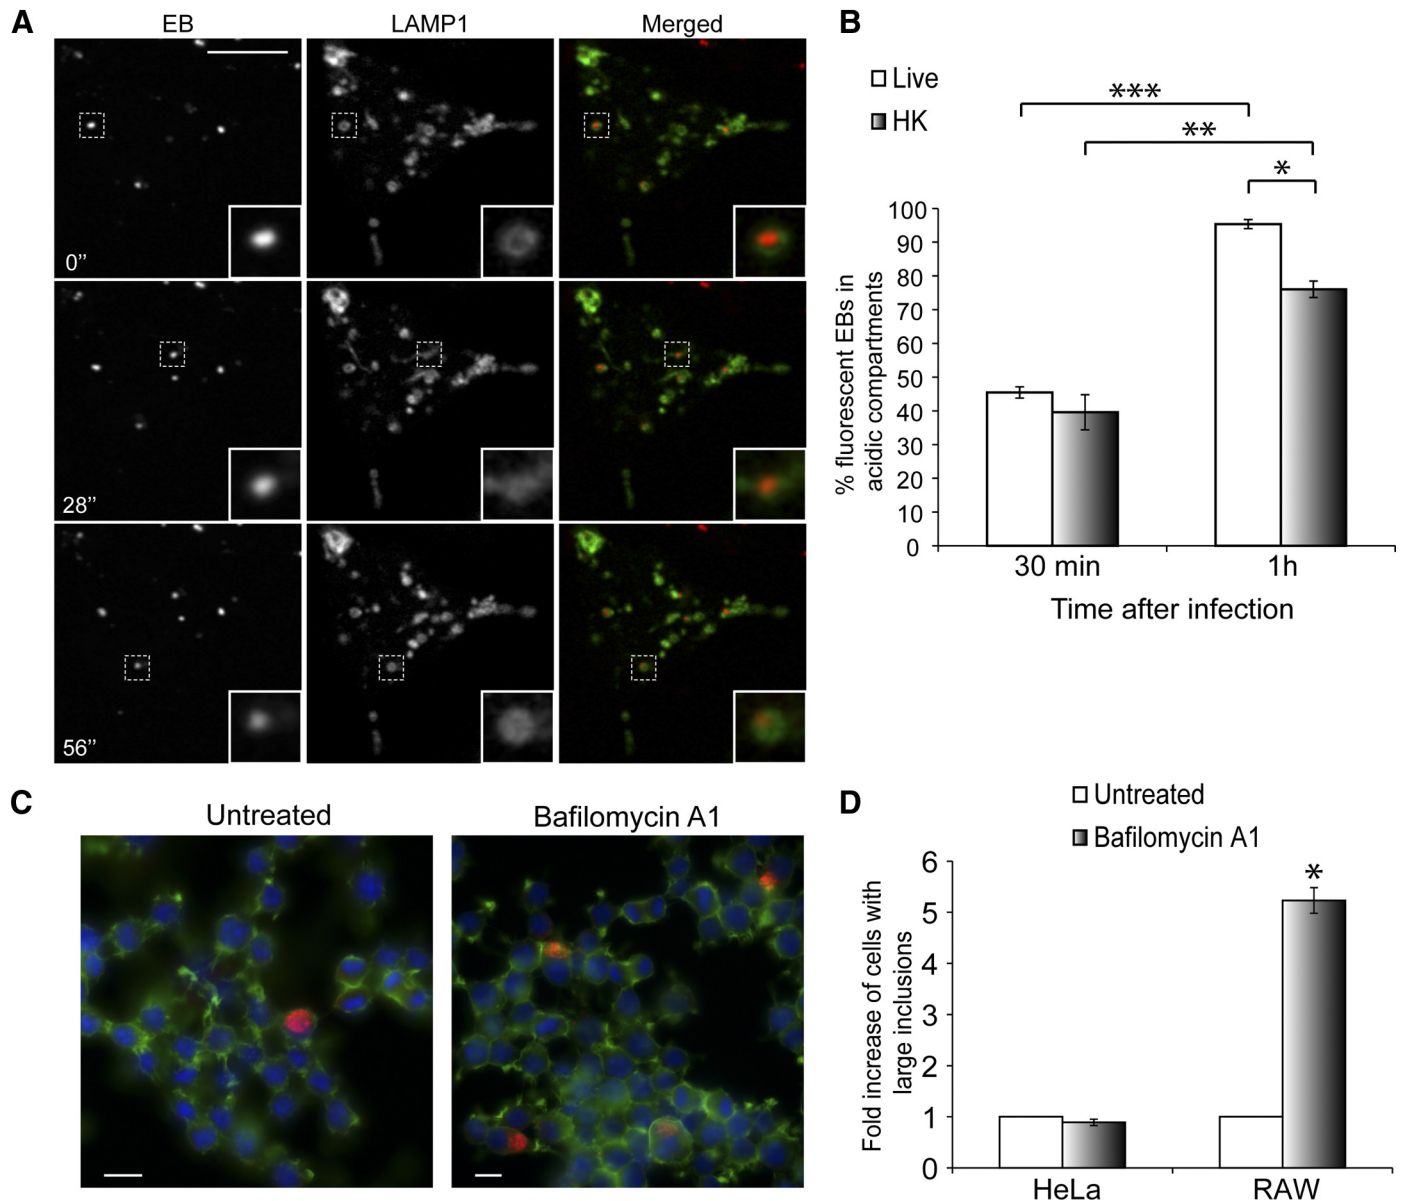 A
EB
LAMP1
Merged
0’’
28’’
56’’
B
Live
HK
***
**
*
% fluorescent EBs in
acidic compartments
100
90
80
70
60
50
40
30
20
10
0
30 min
1h
Time after infection
C
Untreated
Bafilomycin A1
D
Untreated
Bafilomycin A1
*
Fold increase of cells with
large inclusions
6
5
4
3
2
1
0
HeLa
RAW